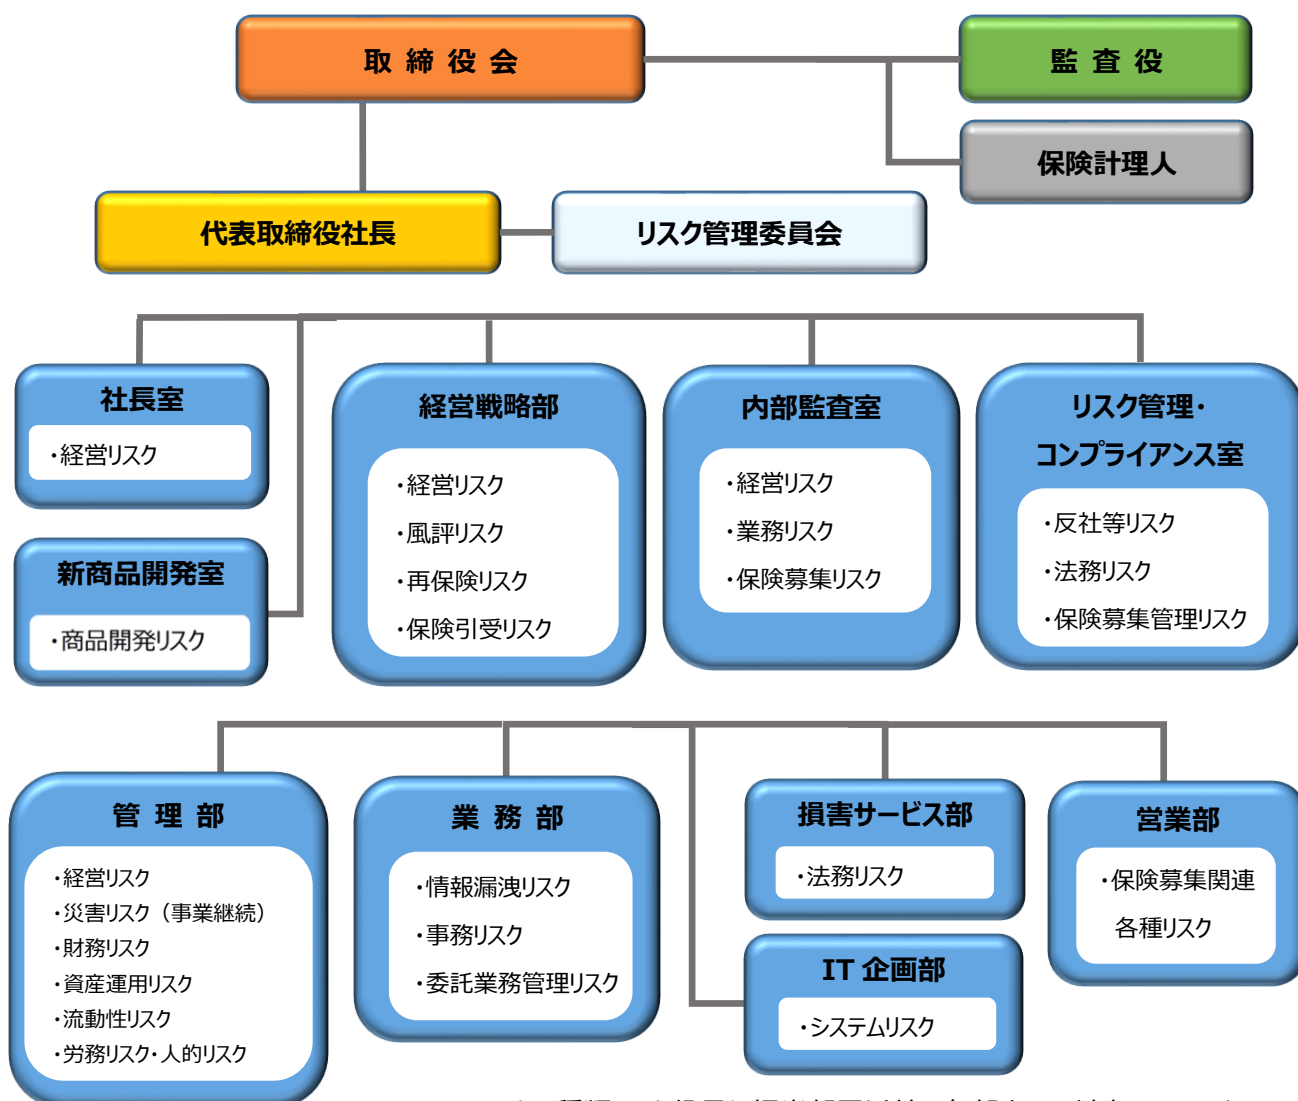 取 締 役 会
監 査 役
保険計理人
代表取締役社長
リスク管理委員会
社長室
・経営リスク
新商品開発室
・商品開発リスク
経営戦略部
・経営リスク
・風評リスク
・再保険リスク
・保険引受リスク
内部監査室
・経営リスク
・業務リスク
・保険募集リスク
リスク管理・
コンプライアンス室
・反社等リスク
・法務リスク
・保険募集管理リスク
管 理 部
・経営リスク
・災害リスク（事業継続）
・財務リスク
・資産運用リスク
・流動性リスク
・労務リスク・人的リスク
業 務 部
・情報漏洩リスク
・事務リスク
・委託業務管理リスク
損害サービス部
・法務リスク
IT 企画部
・システムリスク
営業部
・保険募集関連
各種リスク